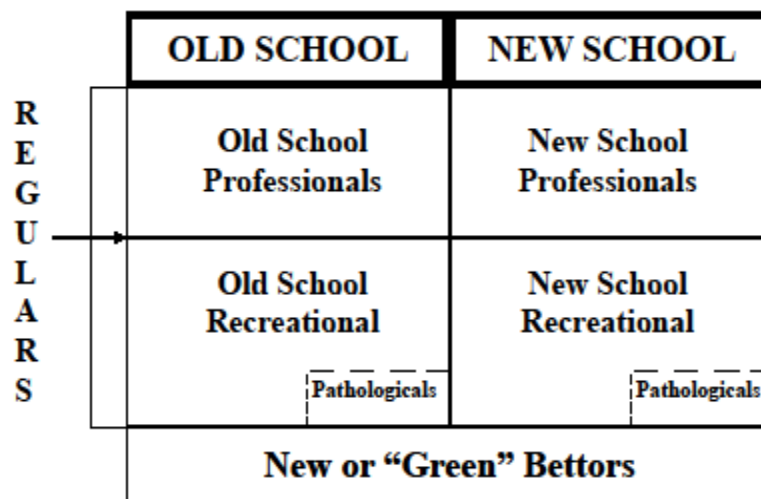 OLD SCHOOL NEW SCHOOL
REGULARS
Old School
Professionals
New School
Professionals
Old School
Recreational
New School
Recreational
Pathologicals
Pathologicals
New or “Green” Bettors